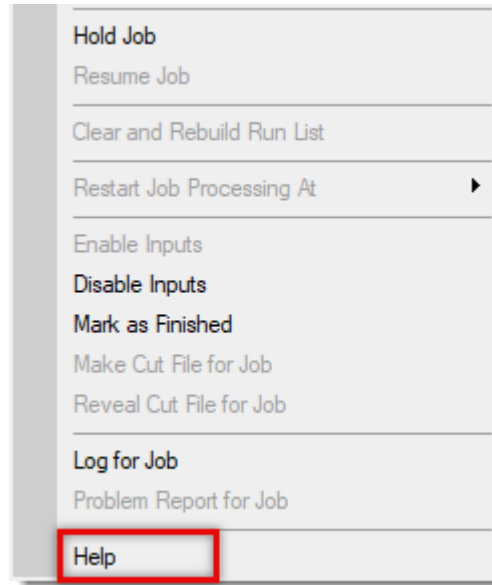 Hold Job
Resume Job
Clear and Rebuild Run List
Restart Job Processing At
Enable Inputs
Disable Inputs
Mark as Finished
Make Cut File for Job
Reveal Cut File for Job
Log for Job
Problem Report for Job
Help